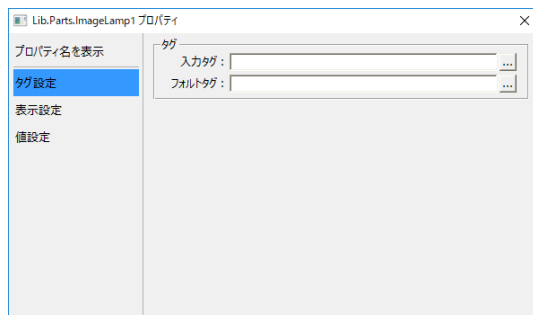 Lib.Parts.ImageLamp1 プロパティ
プロパティ名を表示
タグ設定
表示設定
値設定
タグ
入力タグ :
...
フォルトタグ :
...